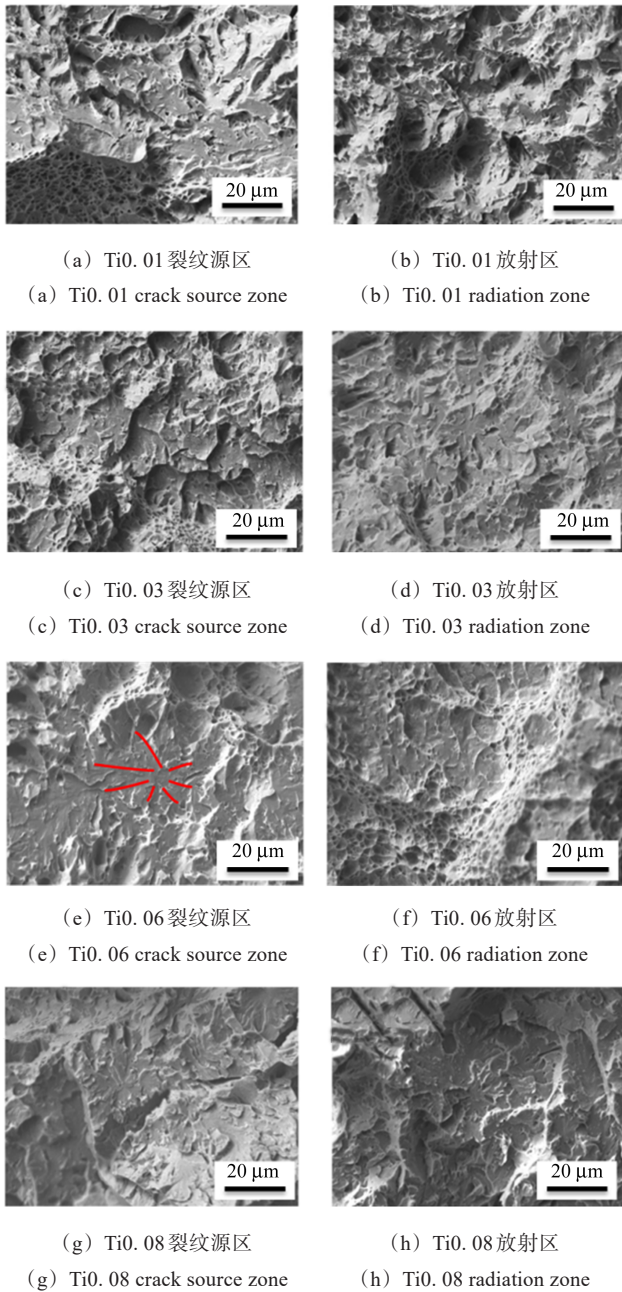 20 μm
20 μm
（a）Ti0. 01裂纹源区
（b）Ti0. 01放射区
（a）Ti0. 01 crack source zone
（b）Ti0. 01 radiation zone
20 μm
20 μm
（c）Ti0. 03裂纹源区
（d）Ti0. 03放射区
（c）Ti0. 03 crack source zone
（d）Ti0. 03 radiation zone
20 μm
20 μm
（e）Ti0. 06裂纹源区
（f）Ti0. 06放射区
（e）Ti0. 06 crack source zone
（f）Ti0. 06 radiation zone
20 μm
20 μm
（g）Ti0. 08裂纹源区
（h）Ti0. 08放射区
（g）Ti0. 08 crack source zone
（h）Ti0. 08 radiation zone